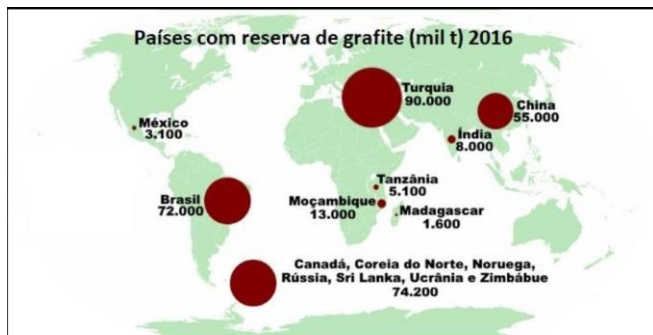 Países com reserva de grafite (mil t) 2016
Turquia
90.000
China
55.000
México
3.100
Índia
8.000
Tanzânia
5.100
Brasil
72.000
Moçambique
13.000
Madagascar
1.600
Canadá, Coreia do Norte, Noruega,
Rússia, Sri Lanka, Ucrânia e Zimbábue
74.200